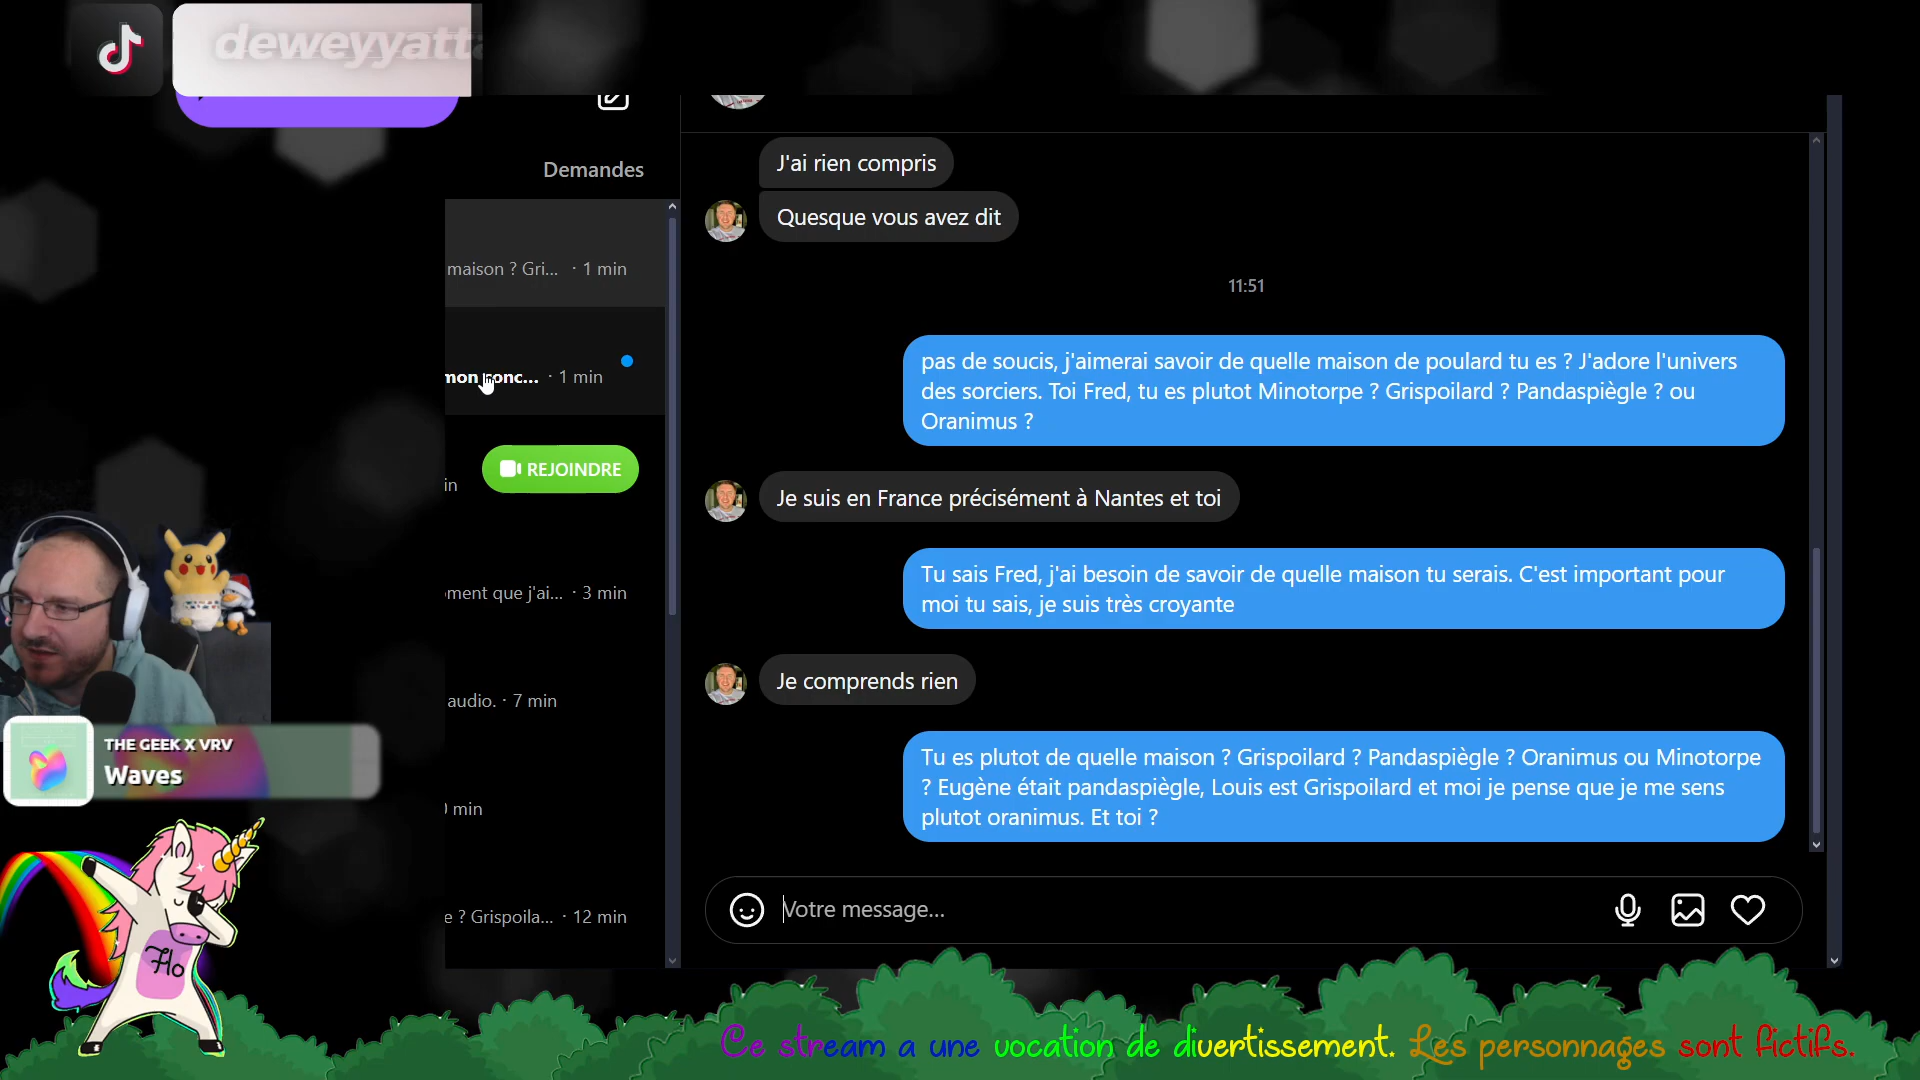 deweyyatt
Demandes
maison ? Gri... · 1 min
mon ronc... · 1 min
REJOINDRE
in
oment que j'ai... · 3 min
audio. · 7 min
min
e ? Grispoila... · 12 min
J'ai rien compris
Quesque vous avez dit
11:51
pas de soucis, j'aimerai savoir de quelle maison de poulard tu es ? J'adore l'univers
des sorciers. Toi Fred, tu es plutot Minotorpe ? Grispoilard ? Pandaspiègle ? ou
Oranimus ?
Je suis en France précisément à Nantes et toi
Tu sais Fred, j'ai besoin de savoir de quelle maison tu serais. C'est important pour
moi tu sais, je suis très croyante
Je comprends rien
Tu es plutot de quelle maison ? Grispoilard ? Pandaspiègle ? Oranimus ou Minotorpe
? Eugène était pandaspiègle, Louis est Grispoilard et moi je pense que je me sens
plutot oranimus. Et toi ?
Votre message...
THE GEEK X VRV
Waves
Flo
Ce stream a une vocation de divertissement. Les personnages sont fictifs.